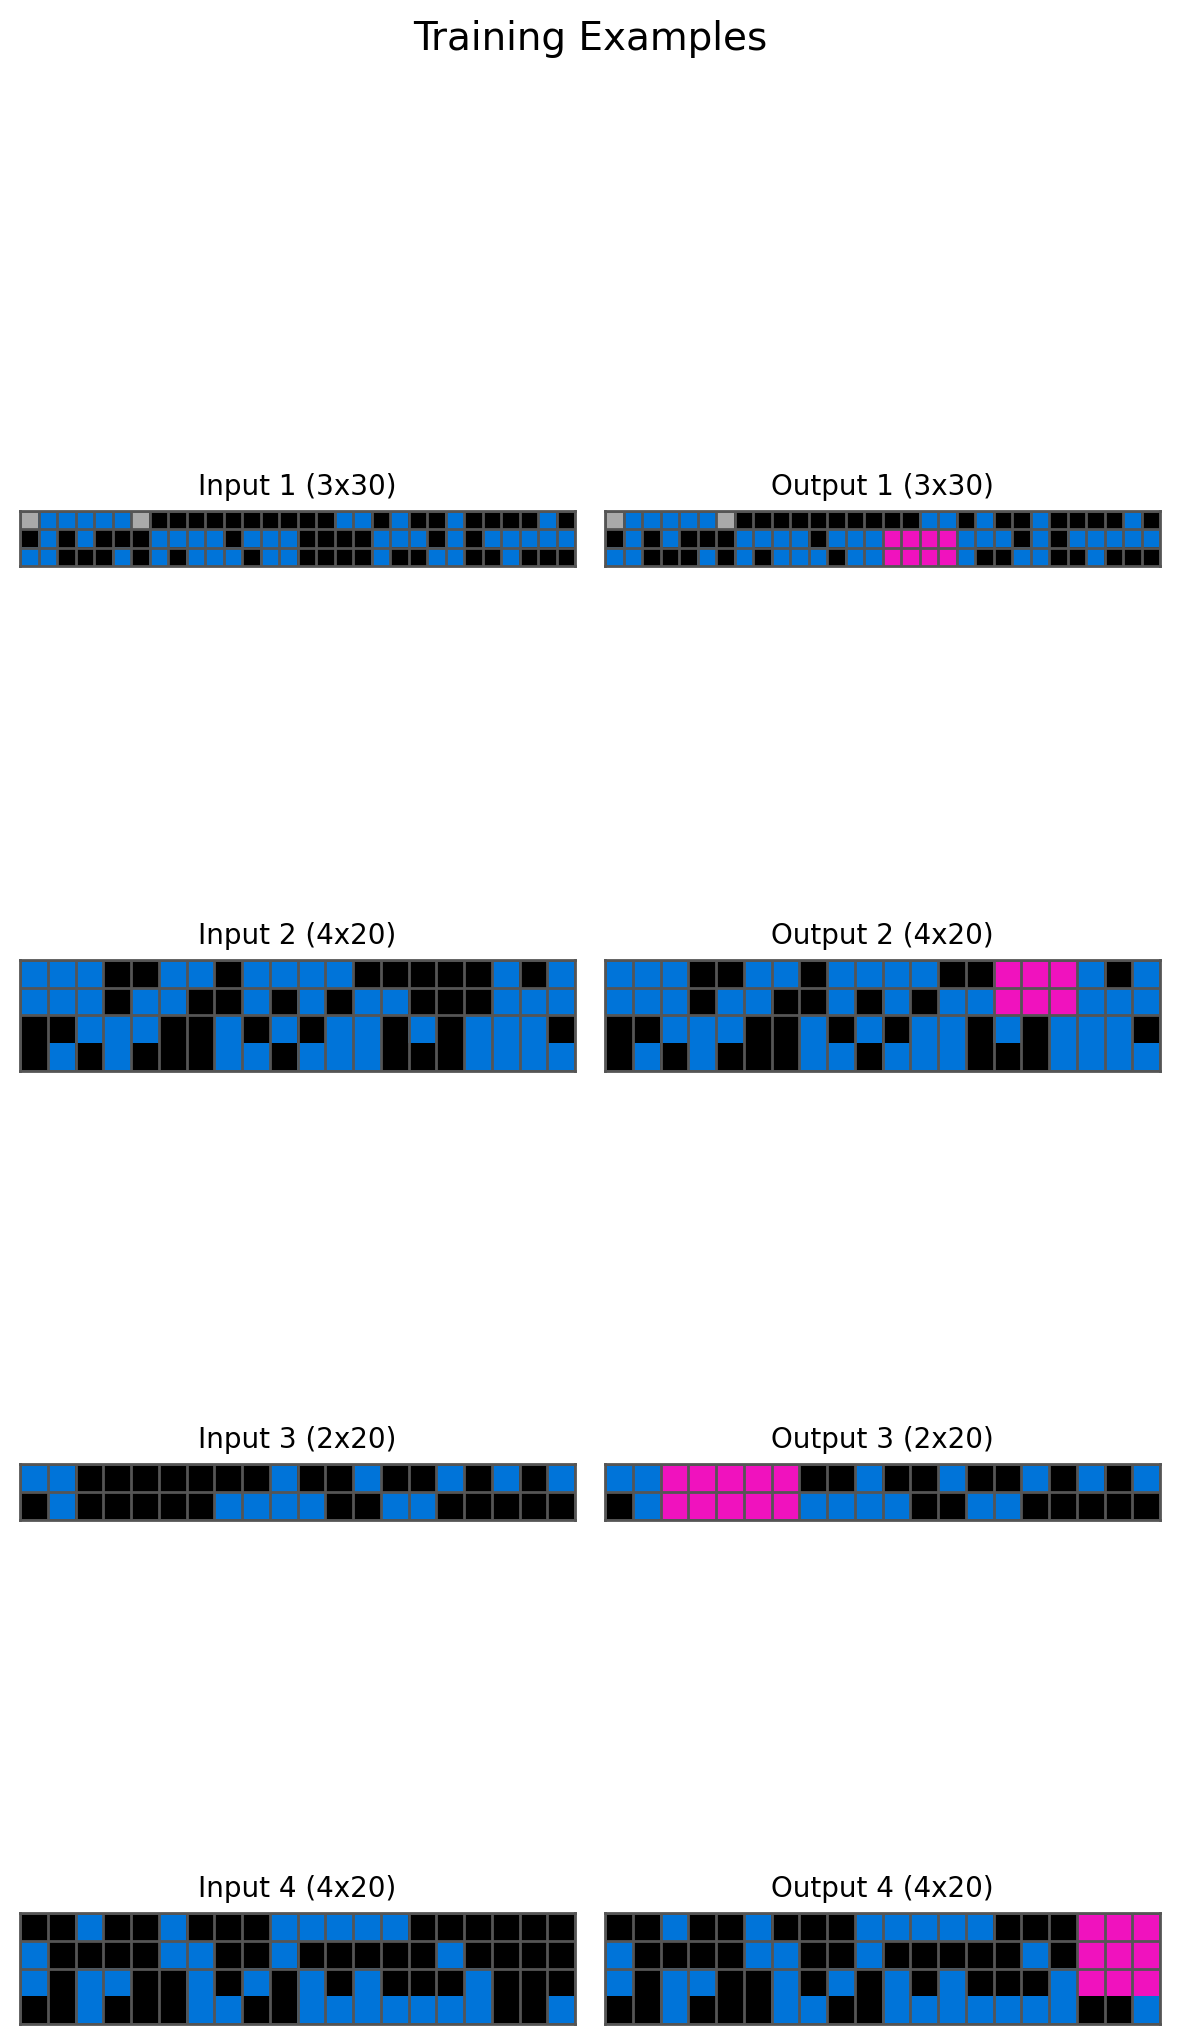 Training Examples
Input 1 (3x30)
Output 1 (3x30)
Input 2 (4x20)
Output 2 (4x20)
Input 3 (2x20)
Output 3 (2x20)
Input 4 (4x20)
Output 4 (4x20)